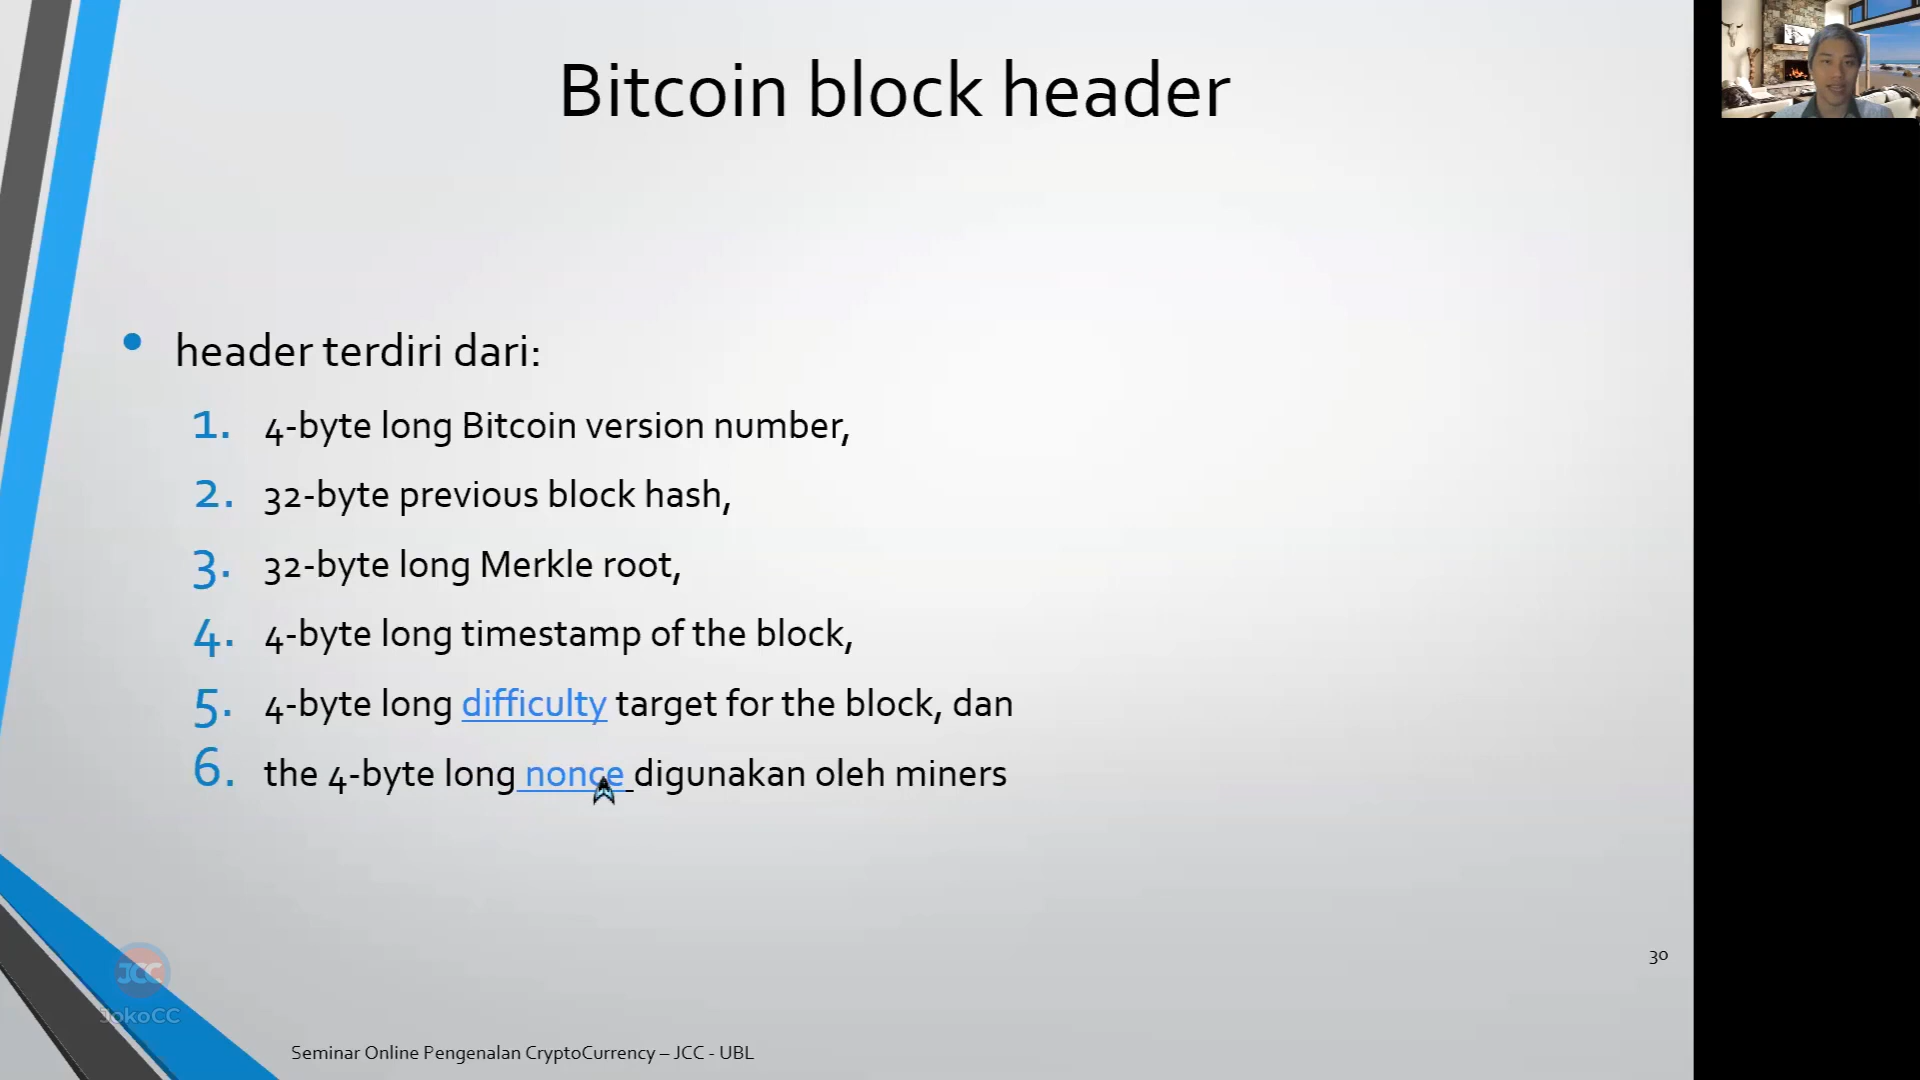 Bitcoin block header
• header terdiri dari:
1. 4-byte long Bitcoin version number,
2. 32-byte previous block hash,
3. 32-byte long Merkle root,
4. 4-byte long timestamp of the block,
5. 4-byte long difficulty target for the block, dan
6. the 4-byte long nonce digunakan oleh miners
30
JCC
JokoCC
Seminar Online Pengenalan CryptoCurrency – JCC - UBL